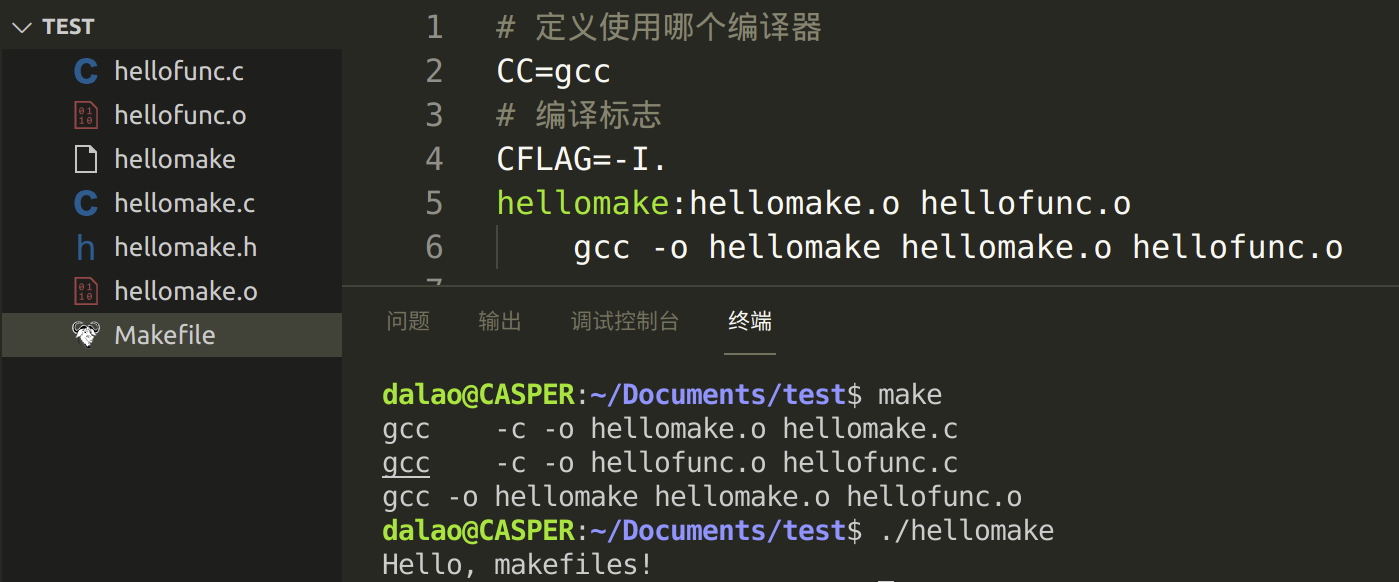 TEST
hellofunc.c
hellofunc.o
hellomake
hellomake.c
hellomake.h
hellomake.o
Makefile
1 # 定义使用哪个编译器
2 CC=gcc
3 # 编译标志
4 CFLAG=-I.
5 hellomake:hellomake.o hellofunc.o
6 gcc -o hellomake hellomake.o hellofunc.o
问题 输出 调试控制台 终端
dalao@CASPER:~/Documents/test$ make
gcc -c -o hellomake.o hellomake.c
gcc -c -o hellofunc.o hellofunc.c
gcc -o hellomake hellomake.o hellofunc.o
dalao@CASPER:~/Documents/test$ ./hellomake
Hello, makefiles!